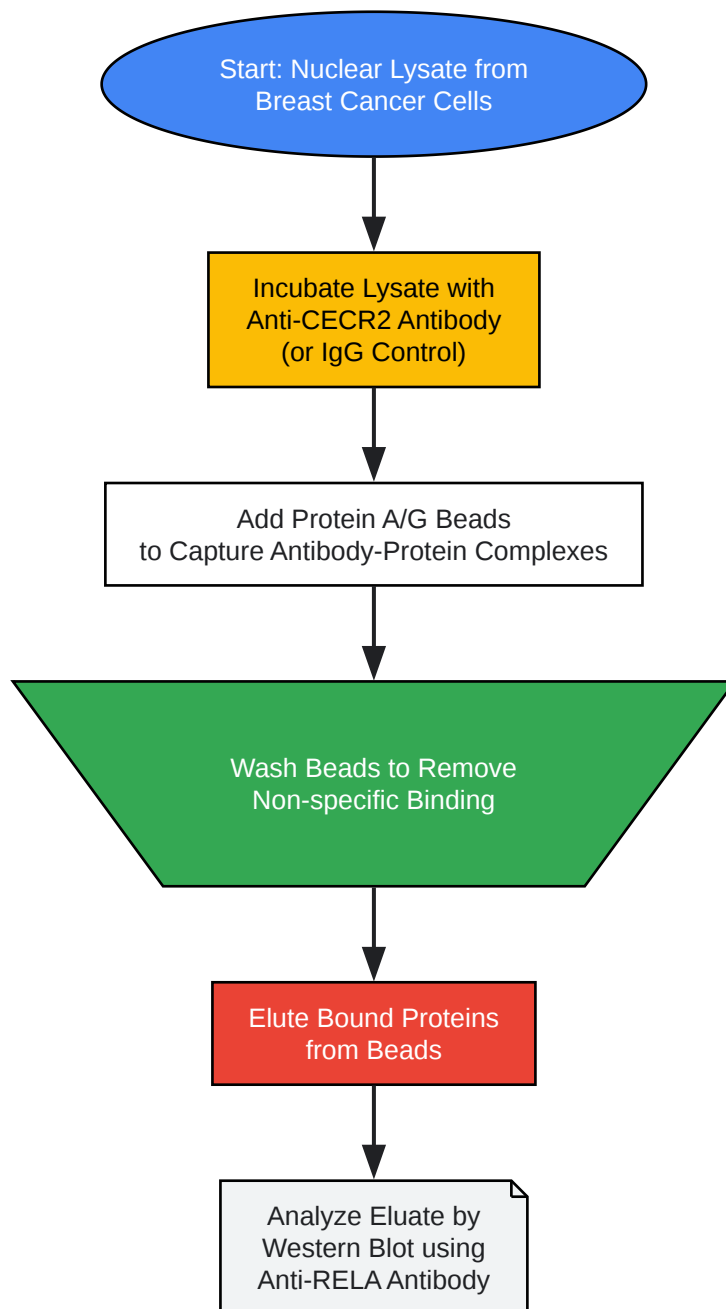 Start: Nuclear Lysate from
Breast Cancer Cells
Incubate Lysate with
Anti-CECR2 Antibody
(or IgG Control)
Add Protein A/G Beads
to Capture Antibody-Protein Complexes
Wash Beads to Remove
Non-specific Binding
Elute Bound Proteins
from Beads
Analyze Eluate by
Western Blot using
Anti-RELA Antibody